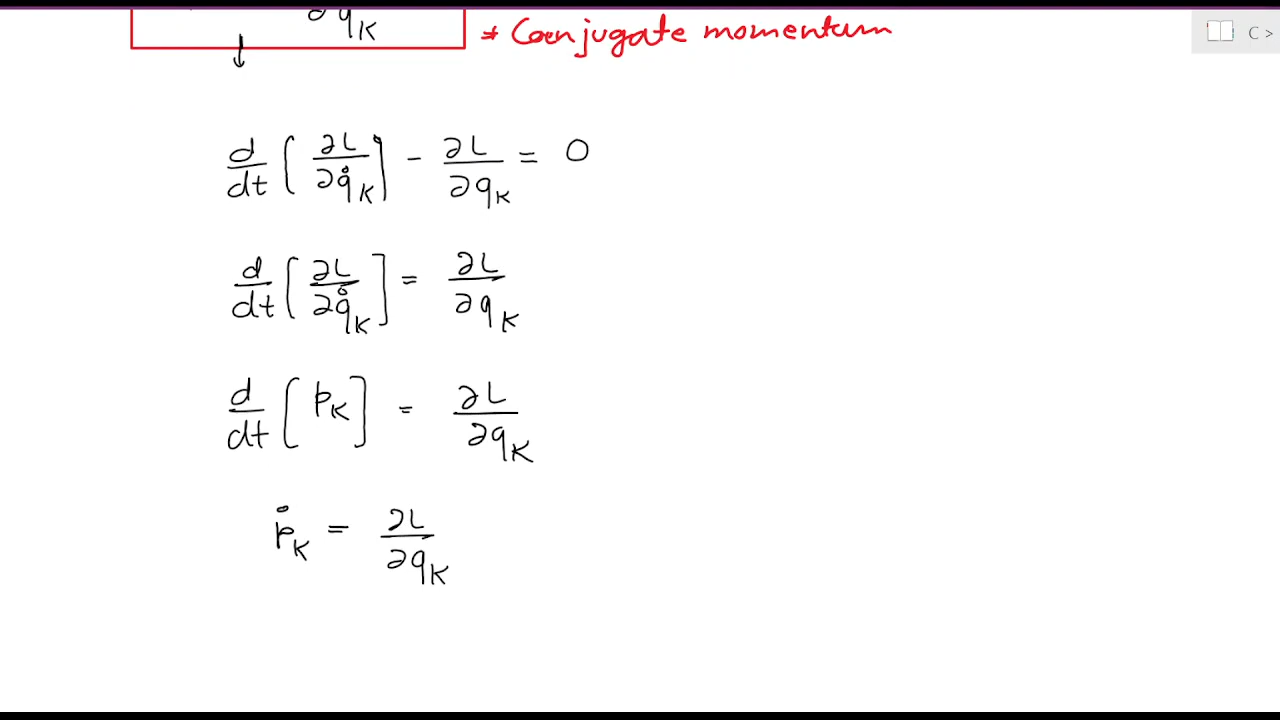 ∂q_K
* Conjugate momentum
C >
d/dt [ ∂L/∂q̇_K ] - ∂L/∂q_K = 0
d/dt [ ∂L/∂q̇_K ] = ∂L/∂q_K
d/dt [ p_K ] = ∂L/∂q_K
ṗ_K = ∂L/∂q_K